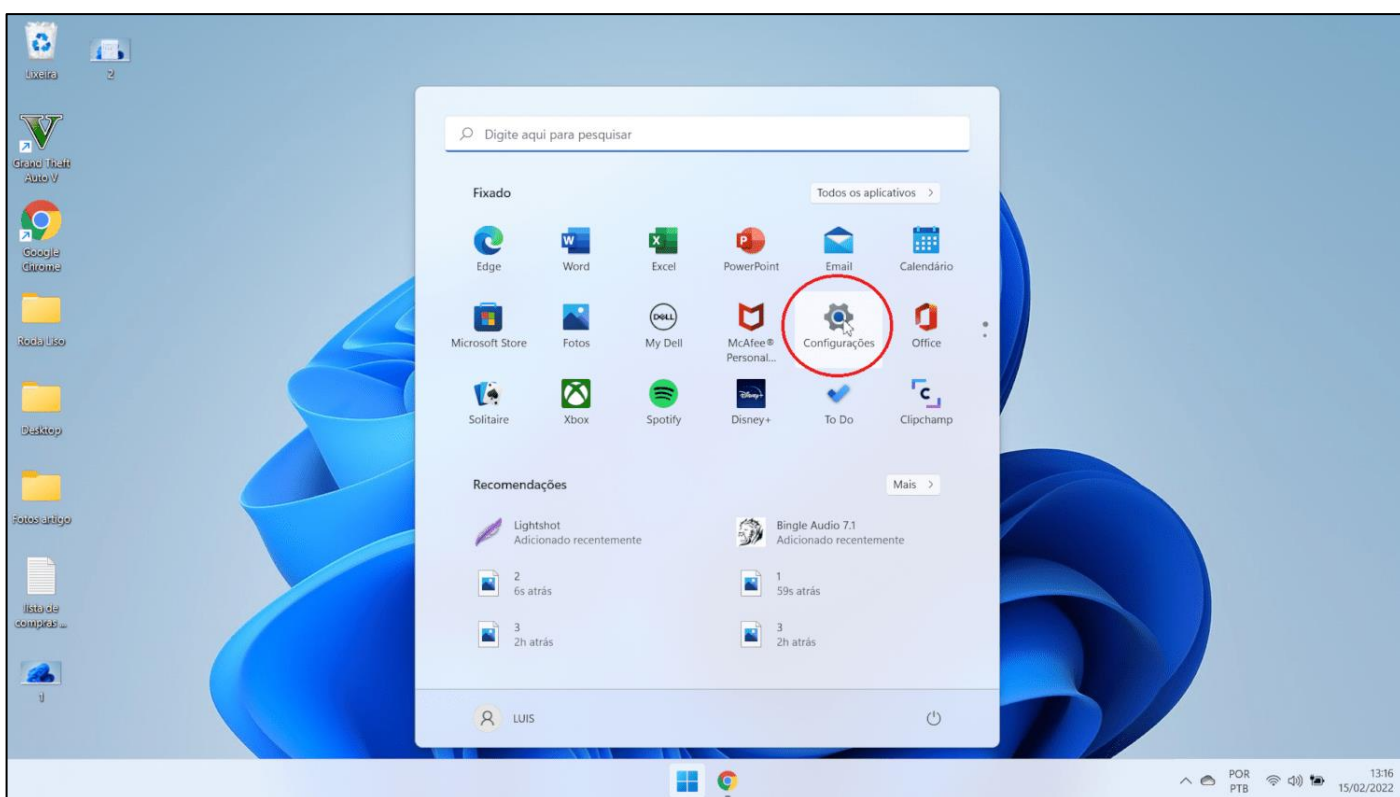 Lixeira
2
Grand Theft
Auto V
Google
Chrome
Roda Liso
Desktop
Fotos artigo
lista de
compras ...
1
Digite aqui para pesquisar
Fixado
Todos os aplicativos >
Edge
Word
Excel
PowerPoint
Email
Calendário
Microsoft Store
Fotos
My Dell
McAfee®
Personal...
Configurações
Office
Solitaire
Xbox
Spotify
Disney+
To Do
Clipchamp
Recomendações
Mais >
Lightshot
Adicionado recentemente
Bingle Audio 7.1
Adicionado recentemente
2
6s atrás
1
59s atrás
3
2h atrás
3
2h atrás
LUIS
POR
PTB
13:16
15/02/2022